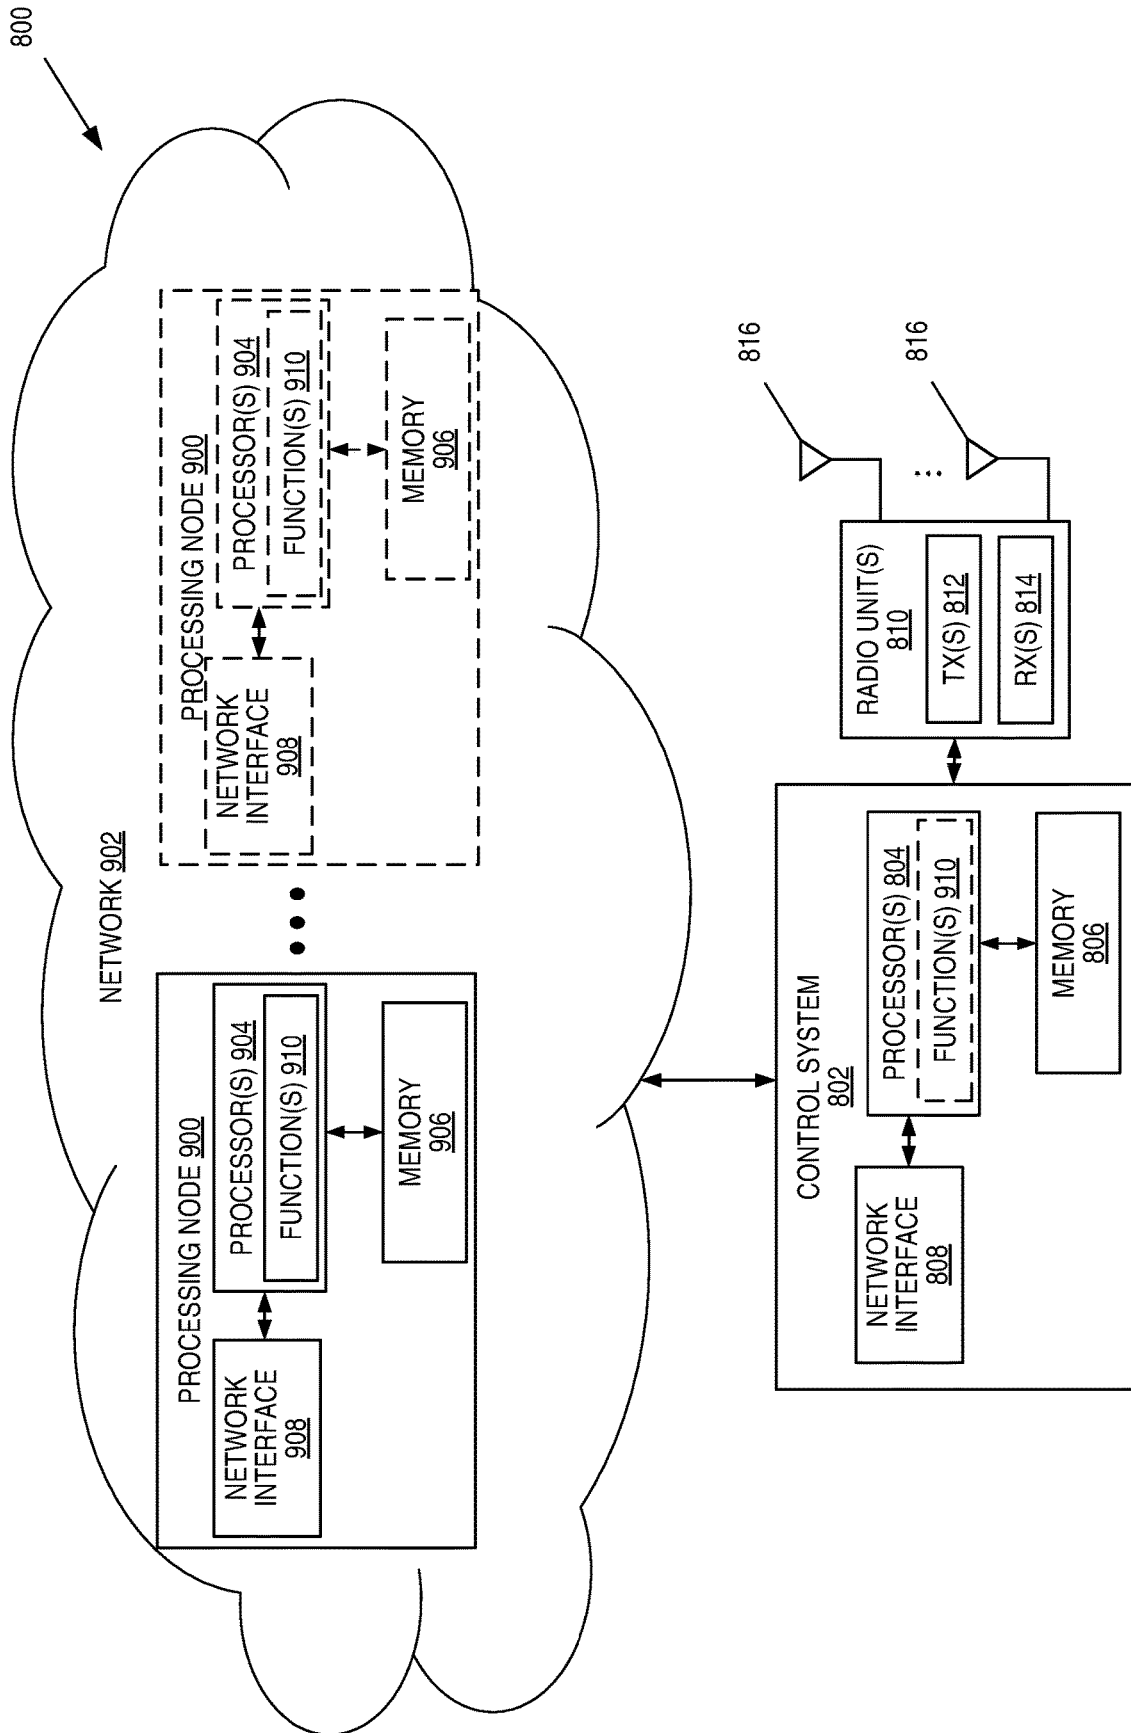 800
NETWORK 902
PROCESSING NODE 900
NETWORK
INTERFACE
908
PROCESSOR(S) 904
FUNCTION(S) 910
MEMORY
906
PROCESSING NODE 900
NETWORK
INTERFACE
908
PROCESSOR(S) 904
FUNCTION(S) 910
MEMORY
906
CONTROL SYSTEM
802
NETWORK
INTERFACE
808
PROCESSOR(S) 804
FUNCTION(S) 910
MEMORY
806
RADIO UNIT(S)
810
TX(S) 812
RX(S) 814
816
816